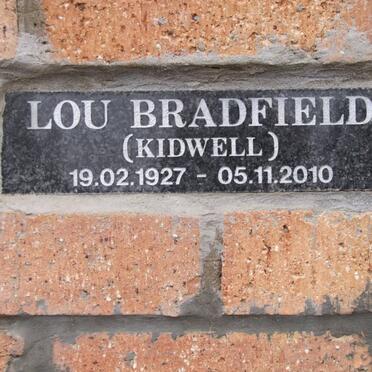 LOU BRADFIELD
(KIDWELL)
19.02.1927 - 05.11.2010